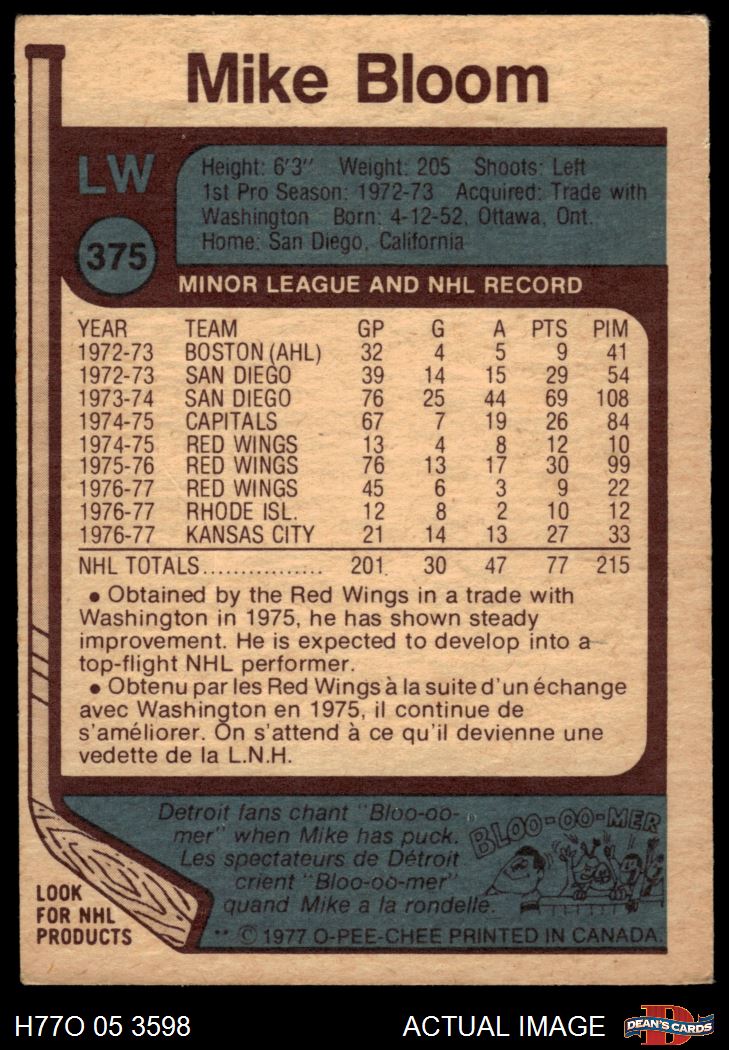 Mike Bloom
LW
375
Height: 6'3" Weight: 205 Shoots: Left
1st Pro Season: 1972-73 Acquired: Trade with
Washington Born: 4-12-52, Ottawa, Ont.
Home: San Diego, California
MINOR LEAGUE AND NHL RECORD
YEAR TEAM GP G A PTS PIM
1972-73 BOSTON (AHL) 32 4 5 9 41
1972-73 SAN DIEGO 39 14 15 29 54
1973-74 SAN DIEGO 76 25 44 69 108
1974-75 CAPITALS 67 7 19 26 84
1974-75 RED WINGS 13 4 8 12 10
1975-76 RED WINGS 76 13 17 30 99
1976-77 RED WINGS 45 6 3 9 22
1976-77 RHODE ISL. 12 8 2 10 12
1976-77 KANSAS CITY 21 14 13 27 33
NHL TOTALS................ 201 30 47 77 215
• Obtained by the Red Wings in a trade with
Washington in 1975, he has shown steady
improvement. He is expected to develop into a
top-flight NHL performer.
• Obtenu par les Red Wings à la suite d'un échange
avec Washington en 1975, il continue de
s'améliorer. On s'attend à ce qu'il devienne une
vedette de la L.N.H.
Detroit fans chant "Bloo-oo-
mer" when Mike has puck.
Les spectateurs de Détroit
crient "Bloo-oo-mer"
quand Mike a la rondelle.
BLOO-OO-MER
LOOK
FOR NHL
PRODUCTS
** © 1977 O-PEE-CHEE PRINTED IN CANADA.
H77O 05 3598
ACTUAL IMAGE
D
DEAN'S CARDS